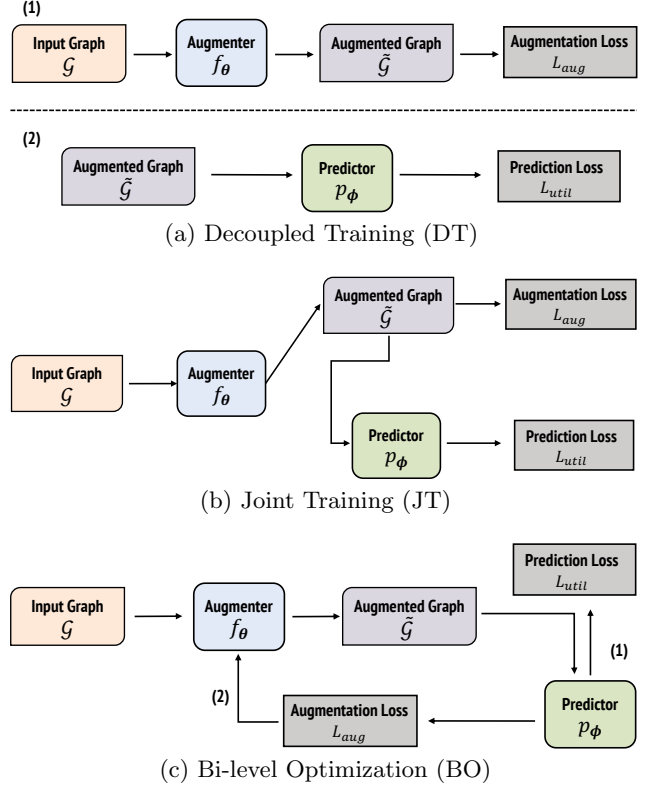 (1)
Input Graph
𝒢
Augmenter
f_θ
Augmented Graph
𝒢̃
Augmentation Loss
L_aug
(2)
Augmented Graph
𝒢̃
Predictor
p_ϕ
Prediction Loss
L_util
(a) Decoupled Training (DT)
Input Graph
𝒢
Augmenter
f_θ
Augmented Graph
𝒢̃
Augmentation Loss
L_aug
Predictor
p_ϕ
Prediction Loss
L_util
(b) Joint Training (JT)
Input Graph
𝒢
Augmenter
f_θ
Augmented Graph
𝒢̃
Prediction Loss
L_util
(1)
Predictor
p_ϕ
(2)
Augmentation Loss
L_aug
(c) Bi-level Optimization (BO)